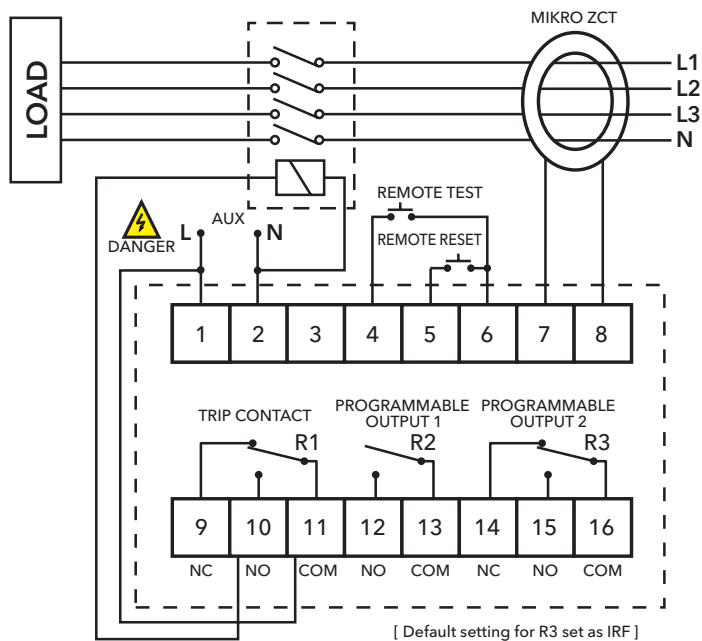 MIKRO ZCT
LOAD
L1
L2
L3
N
REMOTE TEST
REMOTE RESET
DANGER
L AUX N
1 2 3 4 5 6 7 8
TRIP CONTACT
R1
PROGRAMMABLE
OUTPUT 1
R2
PROGRAMMABLE
OUTPUT 2
R3
9 10 11 12 13 14 15 16
NC NO COM NO COM NC NO COM
[ Default setting for R3 set as IRF ]